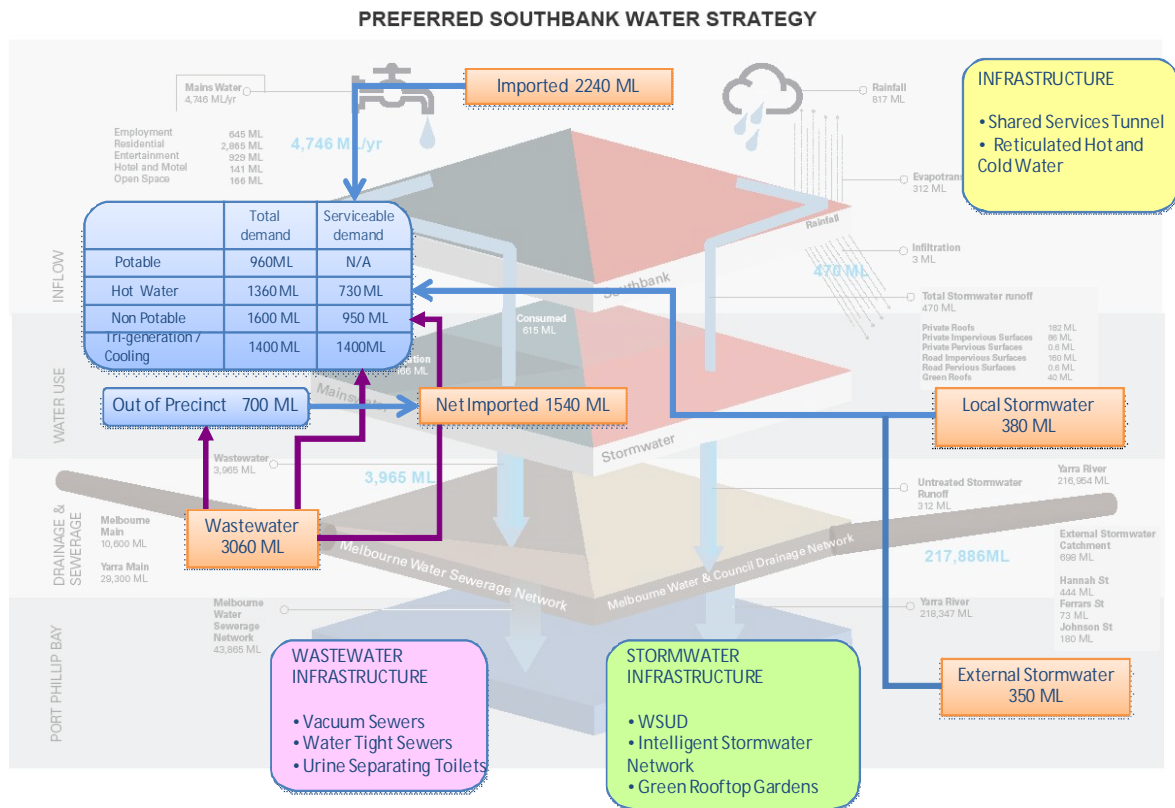 PREFERRED SOUTHBANK WATER STRATEGY
Mains Water
4,746 ML/yr
Imported 2240 ML
Rainfall
817 ML
INFRASTRUCTURE
• Shared Services Tunnel
• Reticulated Hot and
Cold Water
Employment 645 ML
Residential 2,865 ML
Entertainment 929 ML
Hotel and Motel 141 ML
Open Space 166 ML
4,746 ML/yr
Evapotrans
312 ML
Rainfall
Total demand Serviceable demand
Potable 960ML N/A
Hot Water 1360 ML 730 ML
Non Potable 1600 ML 950 ML
Tri-generation / Cooling 1400 ML 1400ML
INFLOW
Southbank
470 ML
Infiltration
3 ML
Total Stormwater runoff
470 ML
Private Roofs 182 ML
Private Impervious Surfaces 86 ML
Private Pervious Surfaces 0.6 ML
Road Impervious Surfaces 160 ML
Road Pervious Surfaces 0.6 ML
Green Roofs 40 ML
Consumed
615 ML
WATER USE
Mainswater
Out of Precinct 700 ML
Net Imported 1540 ML
Local Stormwater
380 ML
Stormwater
Wastewater
3,965 ML
3,965 ML
Untreated Stormwater
Runoff
312 ML
Yarra River
216,954 ML
DRAINAGE &
SEWERAGE
Melbourne
Main
10,600 ML
Yarra Main
29,300 ML
Wastewater
3060 ML
Melbourne Water Sewerage Network
Melbourne Water & Council Drainage Network
217,886ML
External Stormwater
Catchment
698 ML
Hannah St
444 ML
Ferrars St
73 ML
Johnson St
180 ML
Melbourne
Water
Sewerage
Network
43,865 ML
Yarra River
218,347 ML
PORT PHILLIP BAY
WASTEWATER
INFRASTRUCTURE
• Vacuum Sewers
• Water Tight Sewers
• Urine Separating Toilets
STORMWATER
INFRASTRUCTURE
• WSUD
• Intelligent Stormwater
Network
• Green Rooftop Gardens
External Stormwater
350 ML